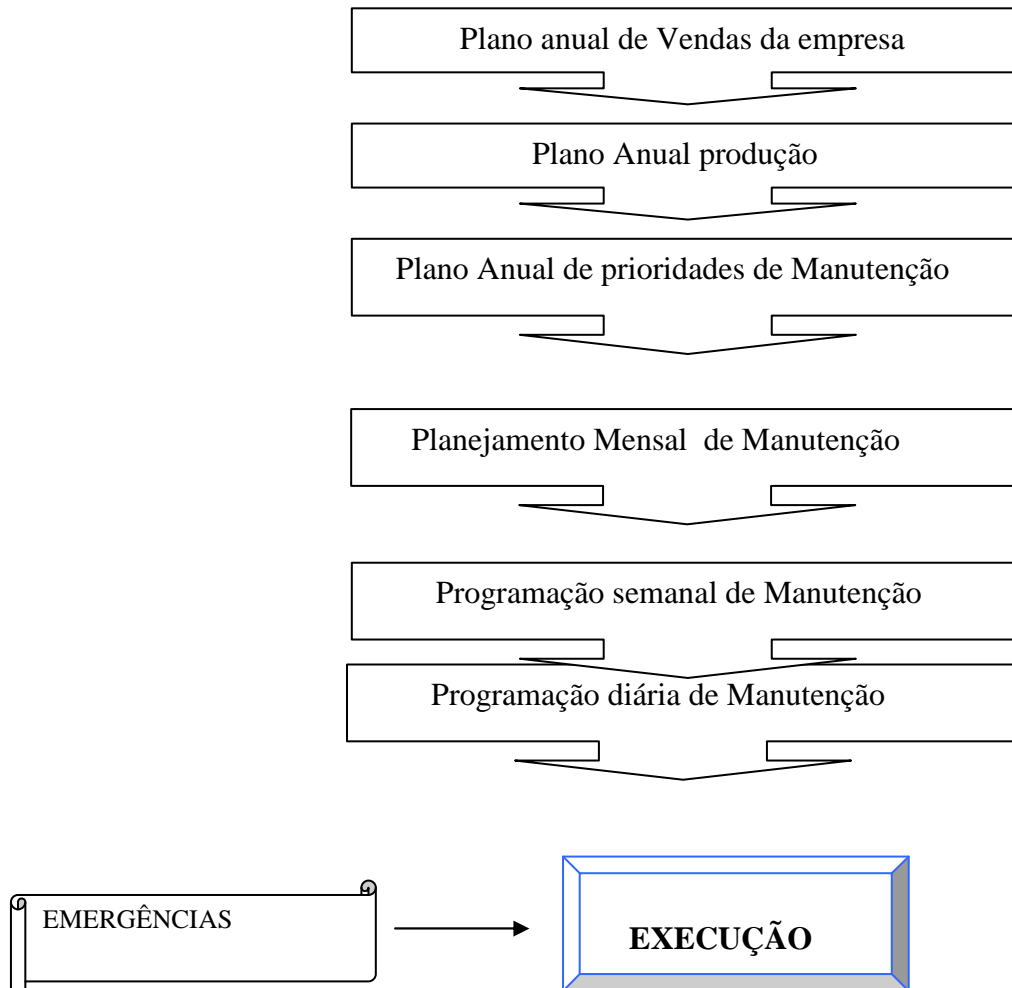 Plano anual de Vendas da empresa
Plano Anual produção
Plano Anual de prioridades de Manutenção
Planejamento Mensal de Manutenção
Programação semanal de Manutenção
Programação diária de Manutenção
EMERGÊNCIAS
EXECUÇÃO